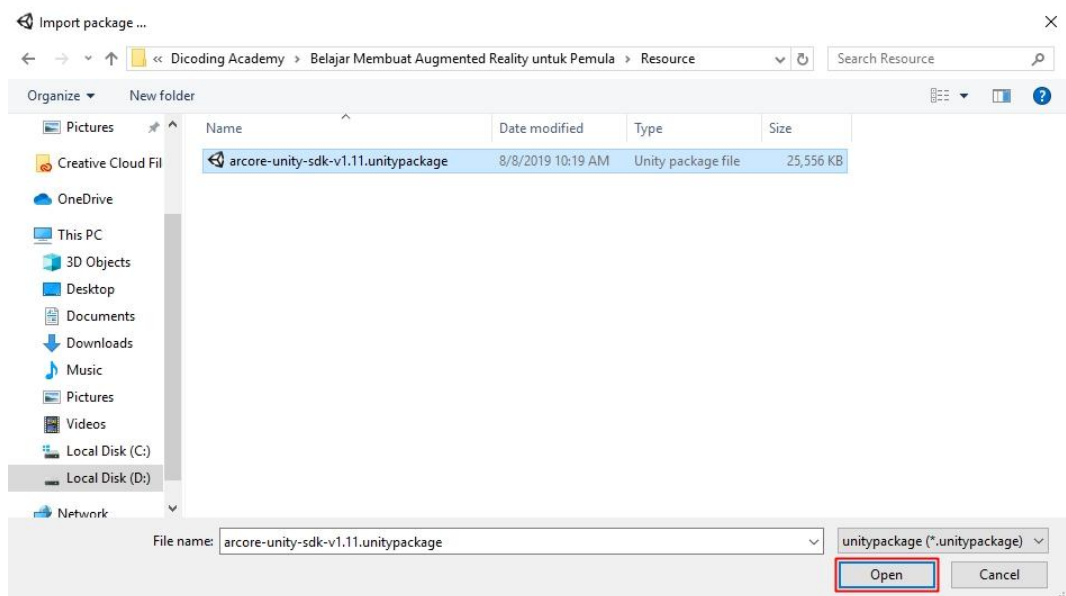 Import package ...
« Dicoding Academy > Belajar Membuat Augmented Reality untuk Pemula > Resource
Search Resource
Organize
New folder
Name
Date modified
Type
Size
arcore-unity-sdk-v1.11.unitypackage
8/8/2019 10:19 AM
Unity package file
25,556 KB
Pictures
Creative Cloud Fil
OneDrive
This PC
3D Objects
Desktop
Documents
Downloads
Music
Pictures
Videos
Local Disk (C:)
Local Disk (D:)
Network
File name:
arcore-unity-sdk-v1.11.unitypackage
unitypackage (*.unitypackage)
Open
Cancel